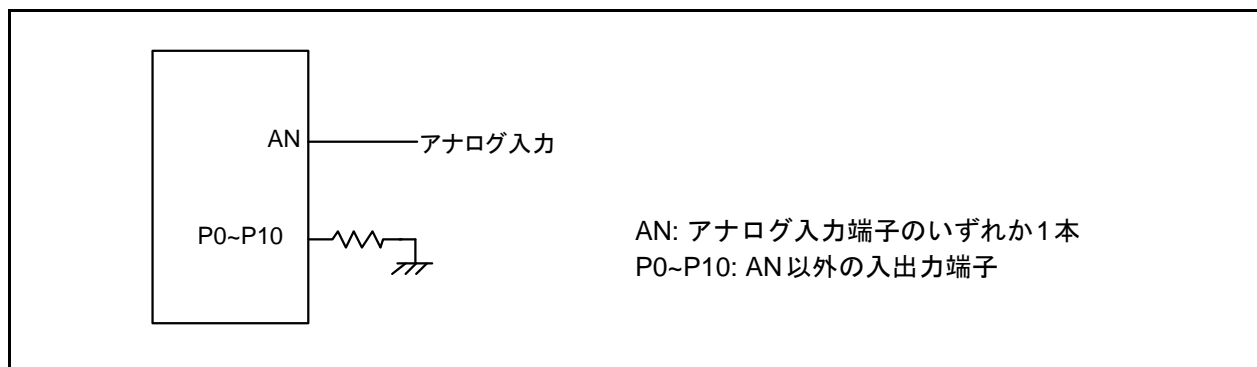 AN
アナログ入力
P0~P10
AN: アナログ入力端子のいずれか1本
P0~P10: AN以外の入出力端子